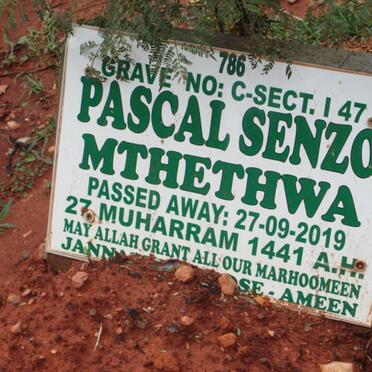 786
GRAVE NO: C-SECT. I 47
PASCAL SENZO
MTHETHWA
PASSED AWAY: 27-09-2019
27 MUHARRAM 1441 A.H.
MAY ALLAH GRANT ALL OUR MARHOOMEEN
SE. AMEEN